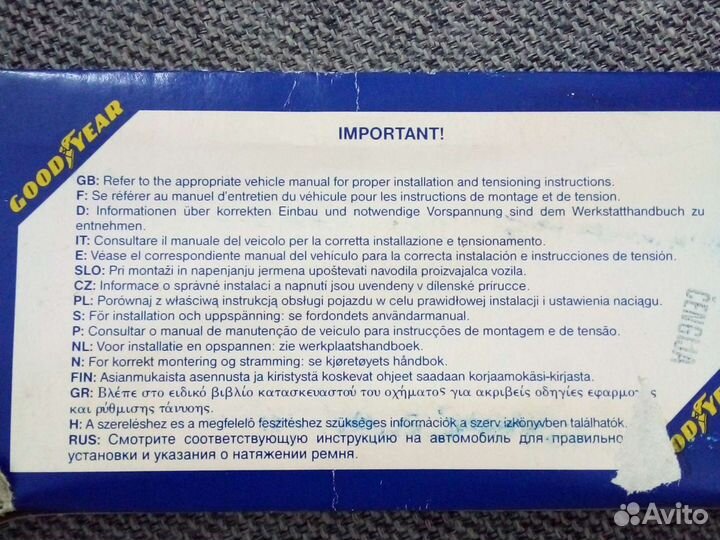 GOODYEAR
IMPORTANT!
GB: Refer to the appropriate vehicle manual for proper installation and tensioning instructions.
F: Se référer au manuel d'entretien du véhicule pour les instructions de montage et de tension.
D: Informationen über korrekten Einbau und notwendige Vorspannung sind dem Werkstatthandbuch zu
entnehmen.
IT: Consultare il manuale del veicolo per la corretta installazione e tensionamento.
E: Véase el correspondiente manual del vehículo para la correcta instalación e instrucciones de tensión.
SLO: Pri montaži in napenjanju jermena upoštevati navodila proizvajalca vozila.
CZ: Informace o správné instalaci a napnutí jsou uvendeny v dílenské prirucce.
PL: Porównaj z właściwą instrukcją obsługi pojazdu w celu prawidłowej instalacji i ustawienia naciągu.
S: För installation och uppspänning: se fordondets användarmanual.
P: Consultar o manual de manutenção de veiculo para instrucções de montagem e de tensão.
NL: Voor installatie en opspannen: zie werkplaatshandboek.
N: For korrekt montering og stramming: se kjøretøyets håndbok.
FIN: Asianmukaista asennusta ja kiristystä koskevat ohjeet saadaan korjaamokäsi-kirjasta.
GR: Βλέπε στο ειδικό βιβλίο κατασκευαστού του οχήματος για ακριβείς οδηγίες εφαρμογής
και ρύθμισης τάνυσης.
H: A szereléshez es a megfelelő feszitéshez szükséges információk a szerv izkönyvben találhatók.
RUS: Смотрите соответствующую инструкцию на автомобиль для правильно
установки и указания о натяжении ремня.
CENGLJA
GOODYEAR
Avito